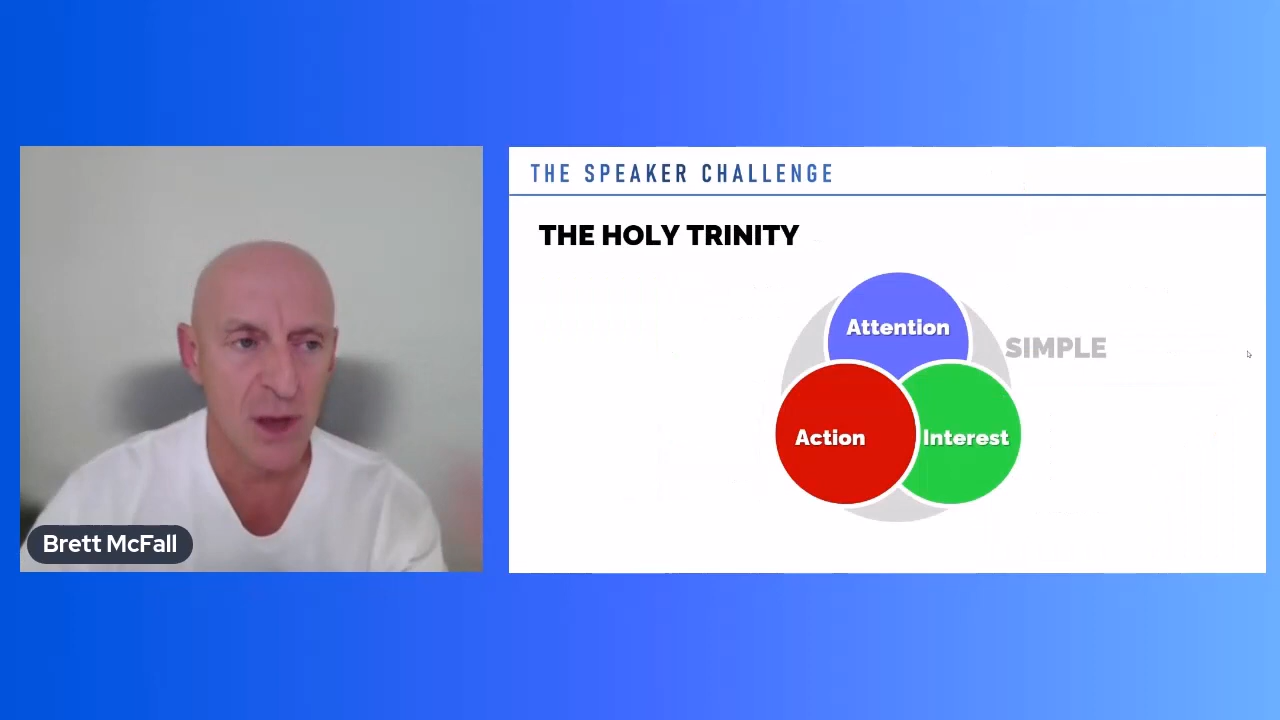 THE SPEAKER CHALLENGE
THE HOLY TRINITY
Attention
SIMPLE
Action
Interest
Brett McFall